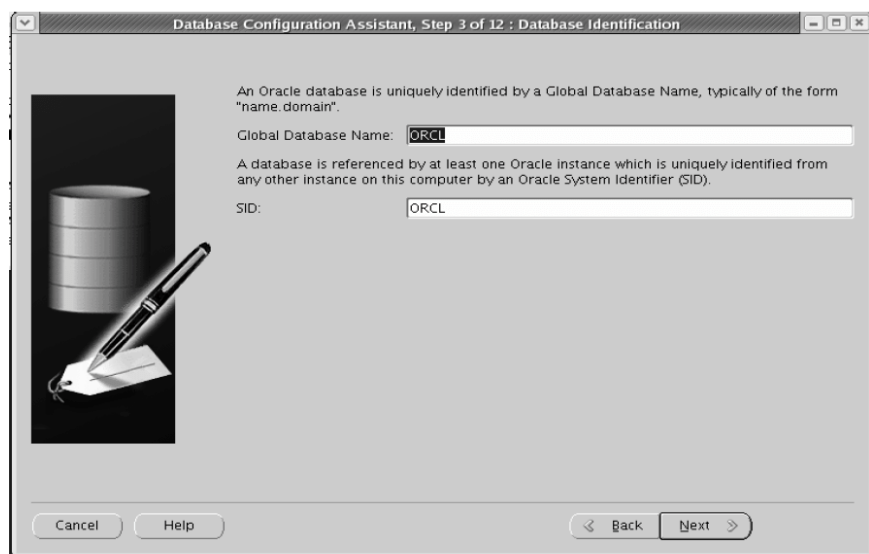 Database Configuration Assistant, Step 3 of 12 : Database Identification
An Oracle database is uniquely identified by a Global Database Name, typically of the form
"name.domain".
Global Database Name: ORCL
A database is referenced by at least one Oracle instance which is uniquely identified from
any other instance on this computer by an Oracle System Identifier (SID).
SID: ORCL
Cancel Help Back Next